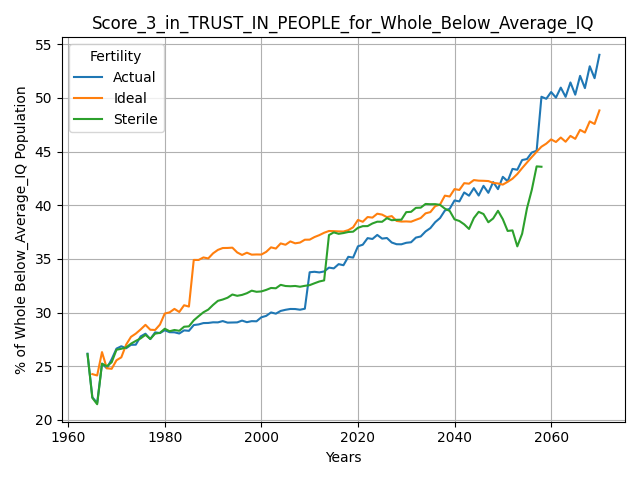 Score_3_in_TRUST_IN_PEOPLE_for_Whole_Below_Average_IQ
Fertility
Actual
Ideal
Sterile
% of Whole Below_Average_IQ Population
55
50
45
40
35
30
25
20
1960
1980
2000
2020
2040
2060
Years